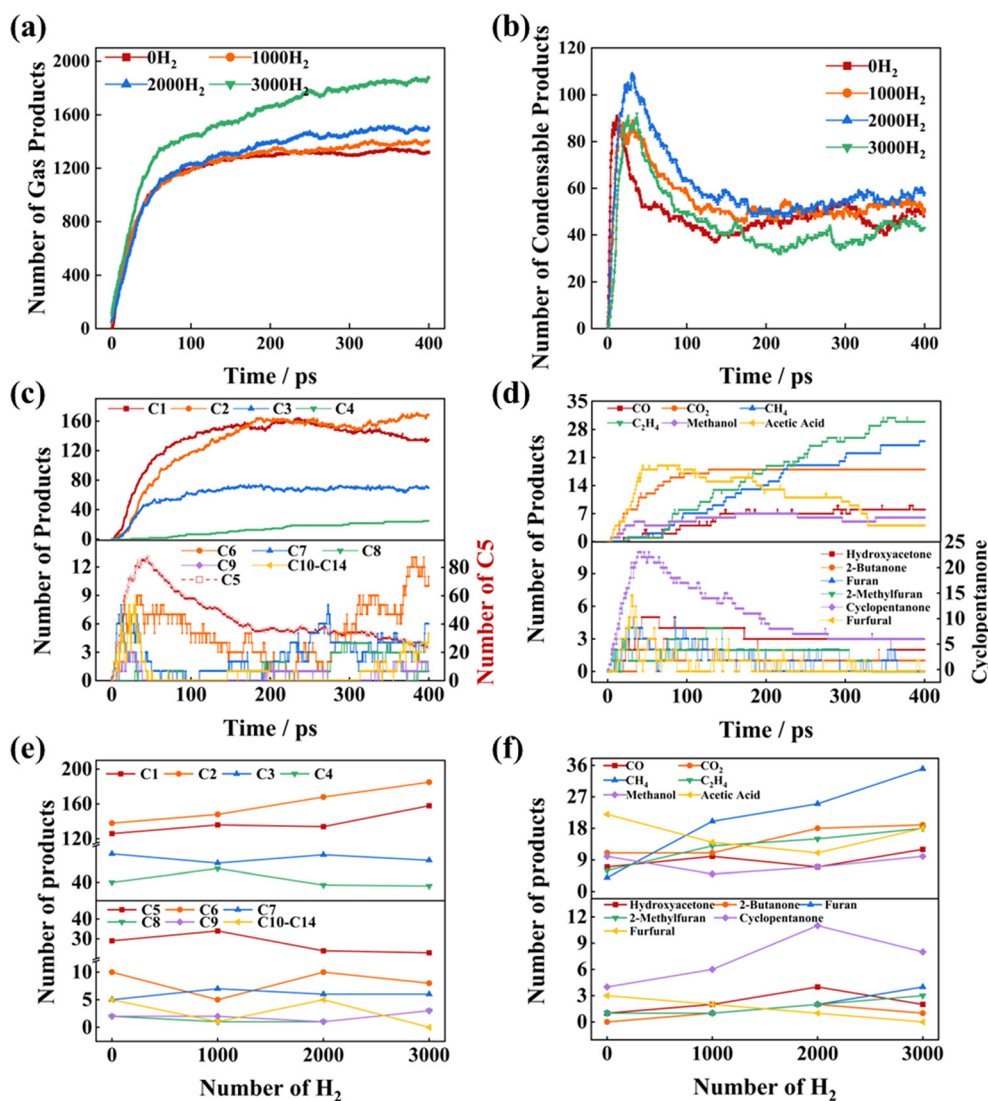 (a)
0H₂ 1000H₂
2000H₂ 3000H₂
Number of Gas Products
2000
1600
1200
800
400
0
0 100 200 300 400
Time / ps
(b)
0H₂
1000H₂
2000H₂
3000H₂
Number of Condensable Products
120
100
80
60
40
20
0
0 100 200 300 400
Time / ps
(c)
C1 C2 C3 C4
160
120
80
40
0
Number of Products
C6 C7 C8
C9 C10-C14
C5
12
9
6
3
0
80
60
40
20
0
Number of C5
0 100 200 300 400
Time / ps
(d)
CO CO₂ CH₄
C₂H₄ Methanol Acetic Acid
35
28
21
14
7
0
Number of Products
Hydroxyacetone
2-Butanone
Furan
2-Methylfuran
Cyclopentanone
Furfural
12
9
6
3
0
25
20
15
10
5
0
Cyclopentanone
0 100 200 300 400
Time / ps
(e)
C1 C2 C3 C4
200
160
120
40
Number of products
C5 C6 C7
C8 C9 C10-C14
40
30
10
5
0
0 1000 2000 3000
Number of H₂
(f)
CO CO₂
CH₄ C₂H₄
Methanol Acetic Acid
36
27
18
9
0
Number of products
Hydroxyacetone 2-Butanone Furan
2-Methylfuran Cyclopentanone
Furfural
12
9
6
3
0
0 1000 2000 3000
Number of H₂